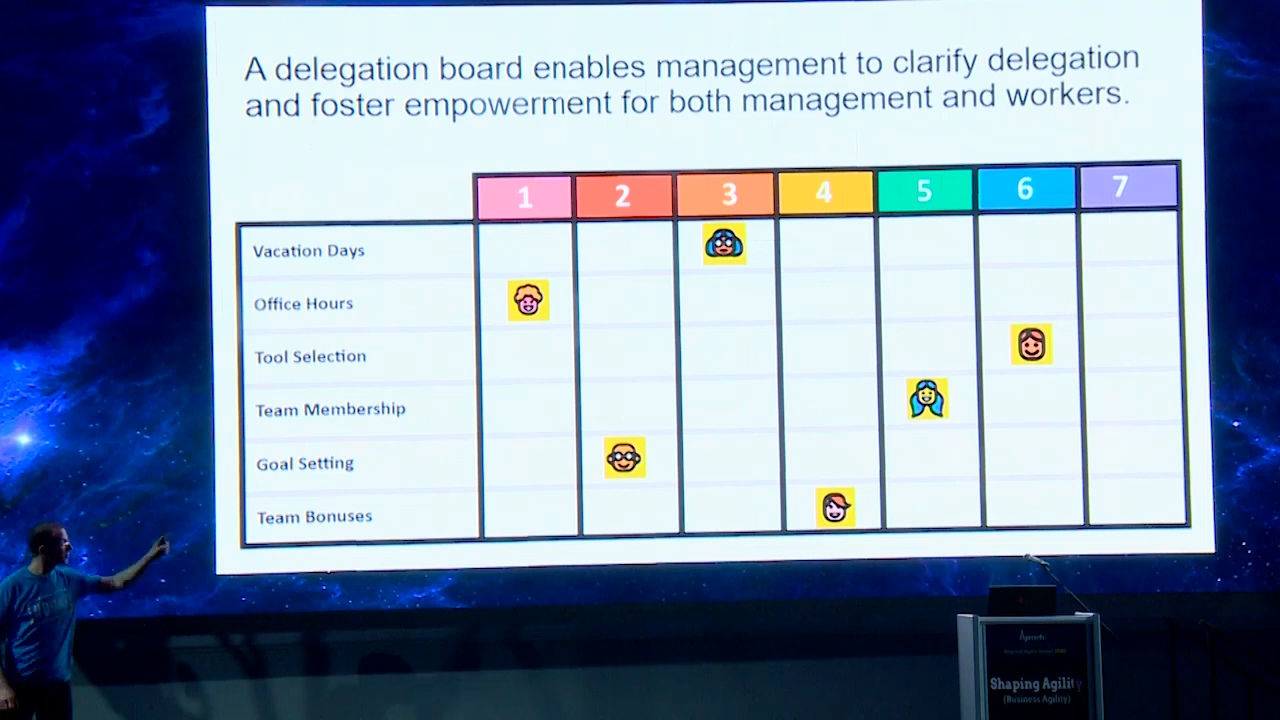 A delegation board enables management to clarify delegation
and foster empowerment for both management and workers.
1 2 3 4 5 6 7
Vacation Days
Office Hours
Tool Selection
Team Membership
Goal Setting
Team Bonuses
Shaping Agility
(Business Agility)